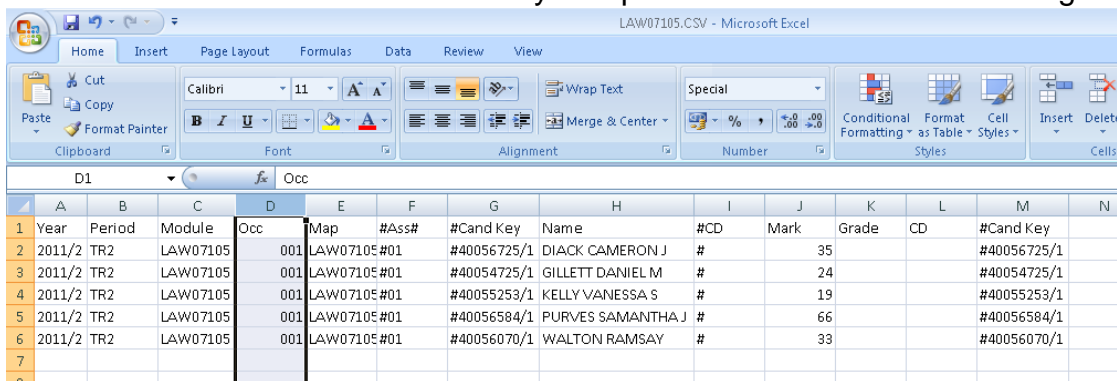 LAW07105.CSV - Microsoft Excel
Home Insert Page Layout Formulas Data Review View
Cut
Copy
Format Painter
Paste
Calibri 11 A A
B I U A
Wrap Text
Merge & Center
Special
% , .0 .00 .00 .0
Conditional Formatting
Format as Table
Cell Styles
Insert
Delete
Clipboard Font Alignment Number Styles Cells
D1 fx Occ
A B C D E F G H I J K L M N
1 Year Period Module Occ Map #Ass# #Cand Key Name #CD Mark Grade CD #Cand Key
2 2011/2 TR2 LAW07105 001 LAW07105 #01 #40056725/1 DIACK CAMERON J # 35 #40056725/1
3 2011/2 TR2 LAW07105 001 LAW07105 #01 #40054725/1 GILLETT DANIEL M # 24 #40054725/1
4 2011/2 TR2 LAW07105 001 LAW07105 #01 #40055253/1 KELLY VANESSA S # 19 #40055253/1
5 2011/2 TR2 LAW07105 001 LAW07105 #01 #40056584/1 PURVES SAMANTHA J # 66 #40056584/1
6 2011/2 TR2 LAW07105 001 LAW07105 #01 #40056070/1 WALTON RAMSAY # 33 #40056070/1
7